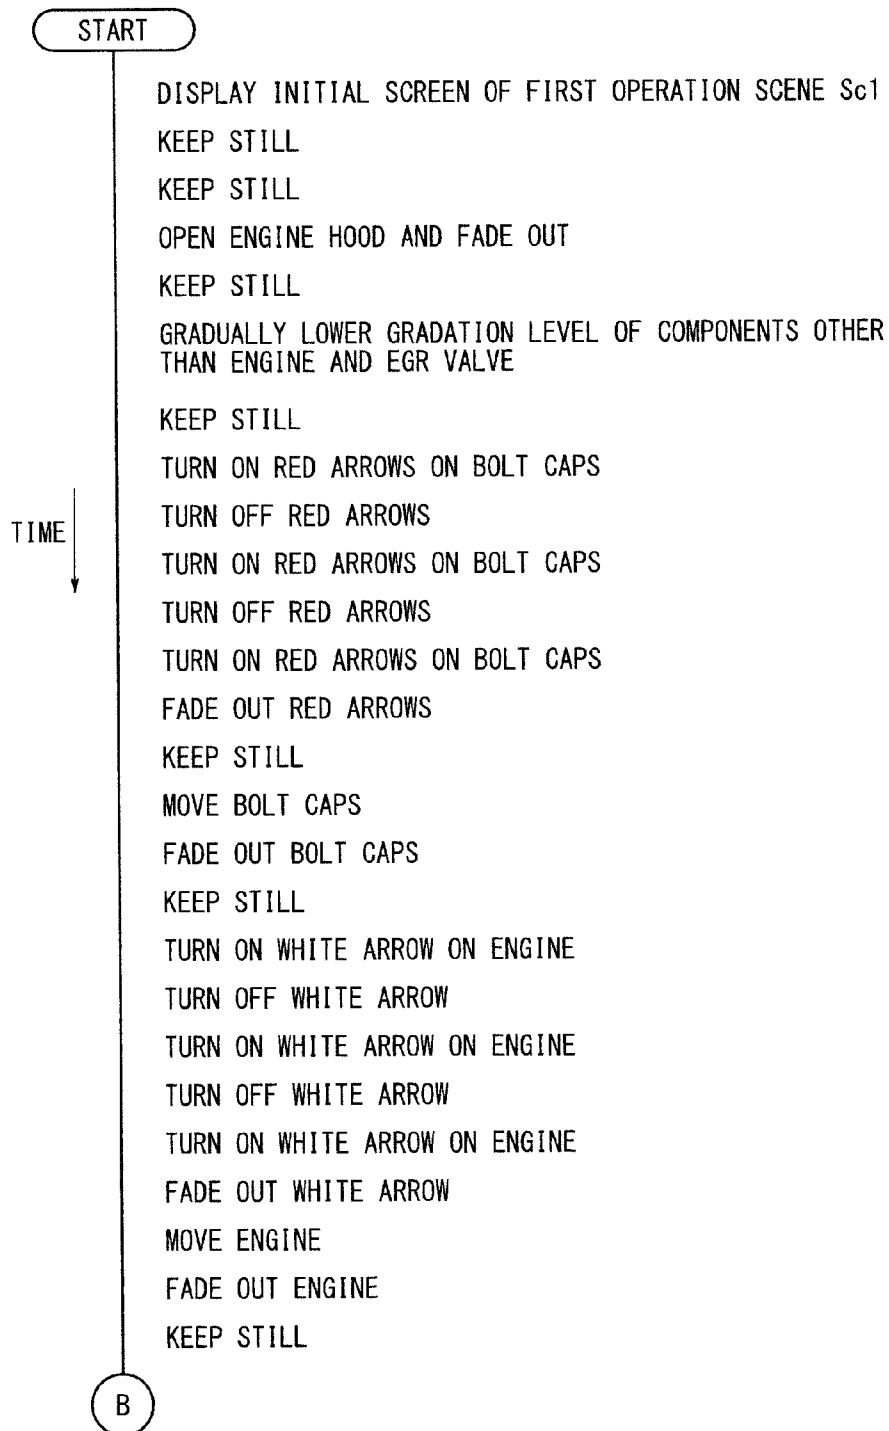 START
DISPLAY INITIAL SCREEN OF FIRST OPERATION SCENE Sc1
KEEP STILL
KEEP STILL
OPEN ENGINE HOOD AND FADE OUT
KEEP STILL
GRADUALLY LOWER GRADATION LEVEL OF COMPONENTS OTHER
THAN ENGINE AND EGR VALVE
KEEP STILL
TURN ON RED ARROWS ON BOLT CAPS
TURN OFF RED ARROWS
TIME
TURN ON RED ARROWS ON BOLT CAPS
TURN OFF RED ARROWS
TURN ON RED ARROWS ON BOLT CAPS
FADE OUT RED ARROWS
KEEP STILL
MOVE BOLT CAPS
FADE OUT BOLT CAPS
KEEP STILL
TURN ON WHITE ARROW ON ENGINE
TURN OFF WHITE ARROW
TURN ON WHITE ARROW ON ENGINE
TURN OFF WHITE ARROW
TURN ON WHITE ARROW ON ENGINE
FADE OUT WHITE ARROW
MOVE ENGINE
FADE OUT ENGINE
KEEP STILL
B